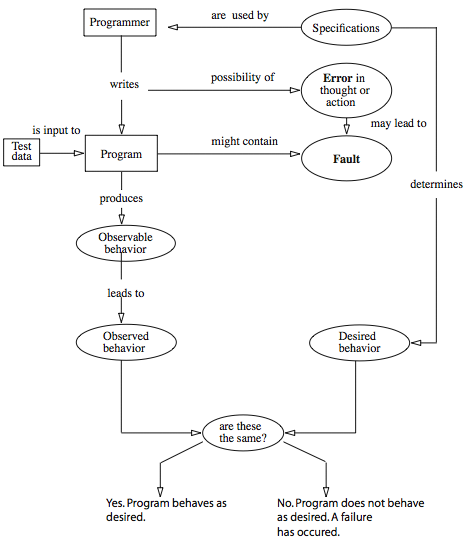 Programmer
are used by
Specifications
writes
possibility of
Error in
thought or
action
may lead to
is input to
Test
data
Program
might contain
Fault
determines
produces
Observable
behavior
leads to
Observed
behavior
Desired
behavior
are these
the same?
Yes. Program behaves as
desired.
No. Program does not behave
as desired. A failure
has occured.